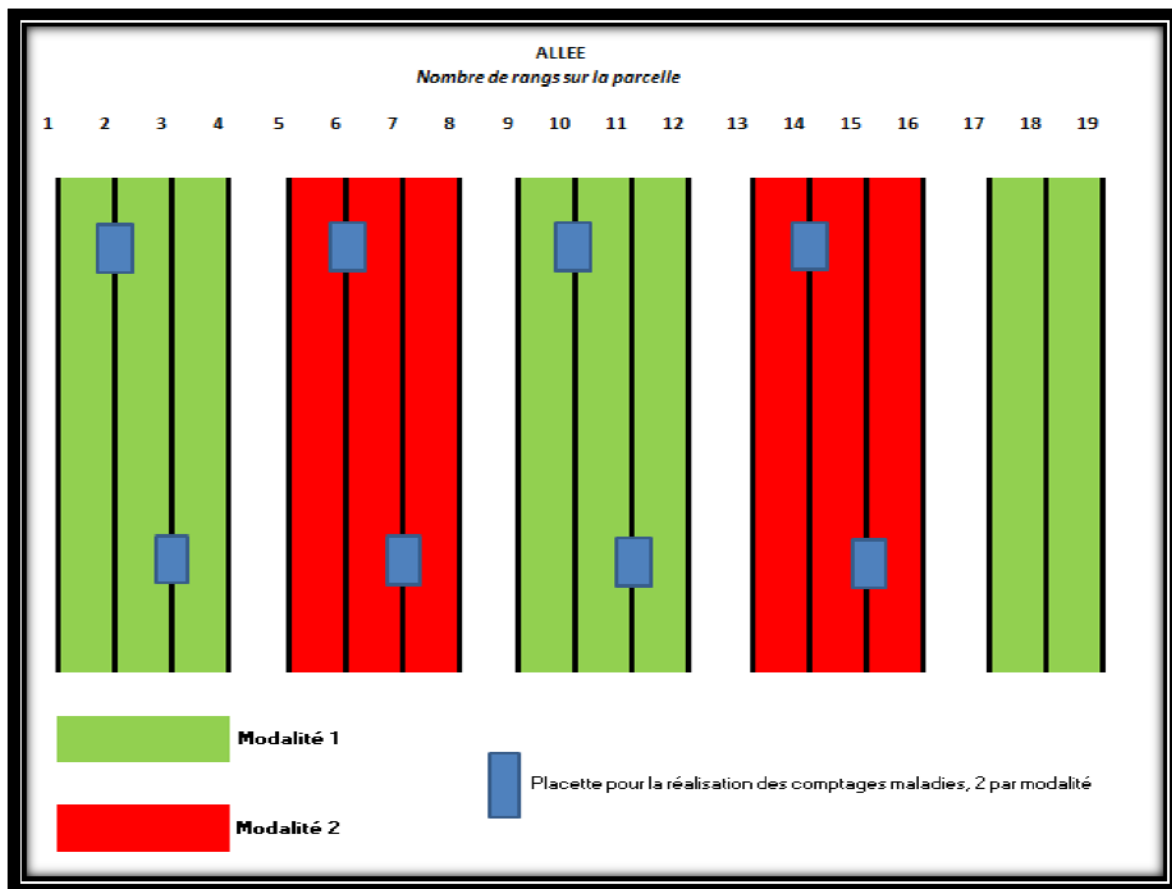 ALLEE
Nombre de rangs sur la parcelle
1 2 3 4 5 6 7 8 9 10 11 12 13 14 15 16 17 18 19
Modalité 1
Placette pour la réalisation des comptages maladies, 2 par modalité
Modalité 2